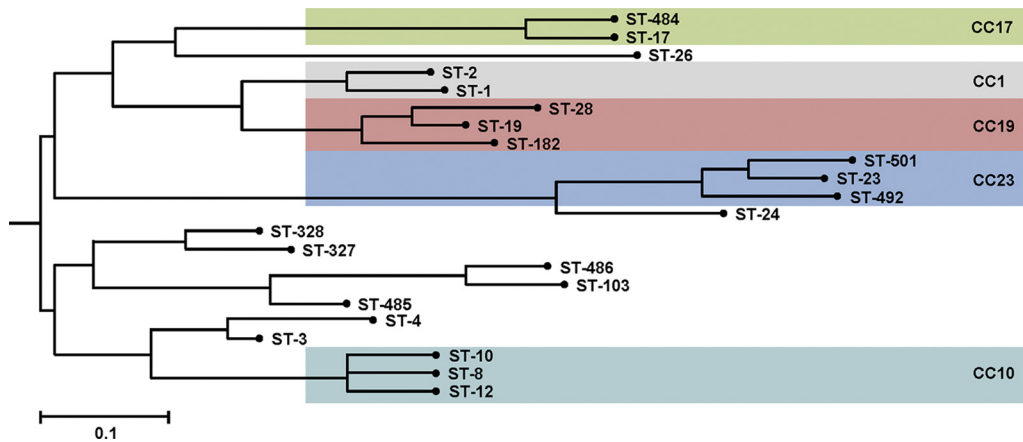 ST-484
CC17
ST-17
ST-26
ST-2
CC1
ST-1
ST-28
ST-19
CC19
ST-182
ST-501
ST-23
CC23
ST-492
ST-24
ST-328
ST-327
ST-486
ST-103
ST-485
ST-4
ST-3
ST-10
ST-8
CC10
ST-12
0.1